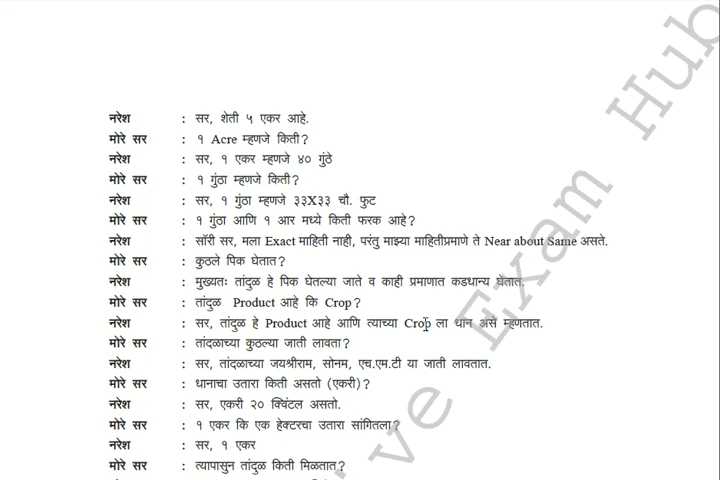 नरेश : सर, शेती ५ एकर आहे.
मोरे सर : १ Acre म्हणजे किती?
नरेश : सर, १ एकर म्हणजे ४० गुंठे
मोरे सर : १ गुंठा म्हणजे किती?
नरेश : सर, १ गुंठा म्हणजे ३३X३३ चौ. फुट
मोरे सर : १ गुंठा आणि १ आर मध्ये किती फरक आहे?
नरेश : सॉरी सर, मला Exact माहिती नाही, परंतु माझ्या माहितीप्रमाणे ते Near about Same असते.
मोरे सर : कुठले पिक घेतात?
नरेश : मुख्यतः तांदुळ हे पिक घेतल्या जाते व काही प्रमाणात कडधान्य घेतात.
मोरे सर : तांदुळ Product आहे कि Crop?
नरेश : सर, तांदुळ हे Product आहे आणि त्याच्या Crop ला धान असे म्हणतात.
मोरे सर : तांदळाच्या कुठल्या जाती लावता?
नरेश : सर, तांदळाच्या जयश्रीराम, सोनम, एच.एम.टी या जाती लावतात.
मोरे सर : धानाचा उतारा किती असतो (एकरी)?
नरेश : सर, एकरी २० क्विंटल असतो.
मोरे सर : १ एकर कि एक हेक्टरचा उतारा सांगितला?
नरेश : सर, १ एकर
मोरे सर : त्यापासुन तांदुळ किती मिळतात?
ive Exam Hub